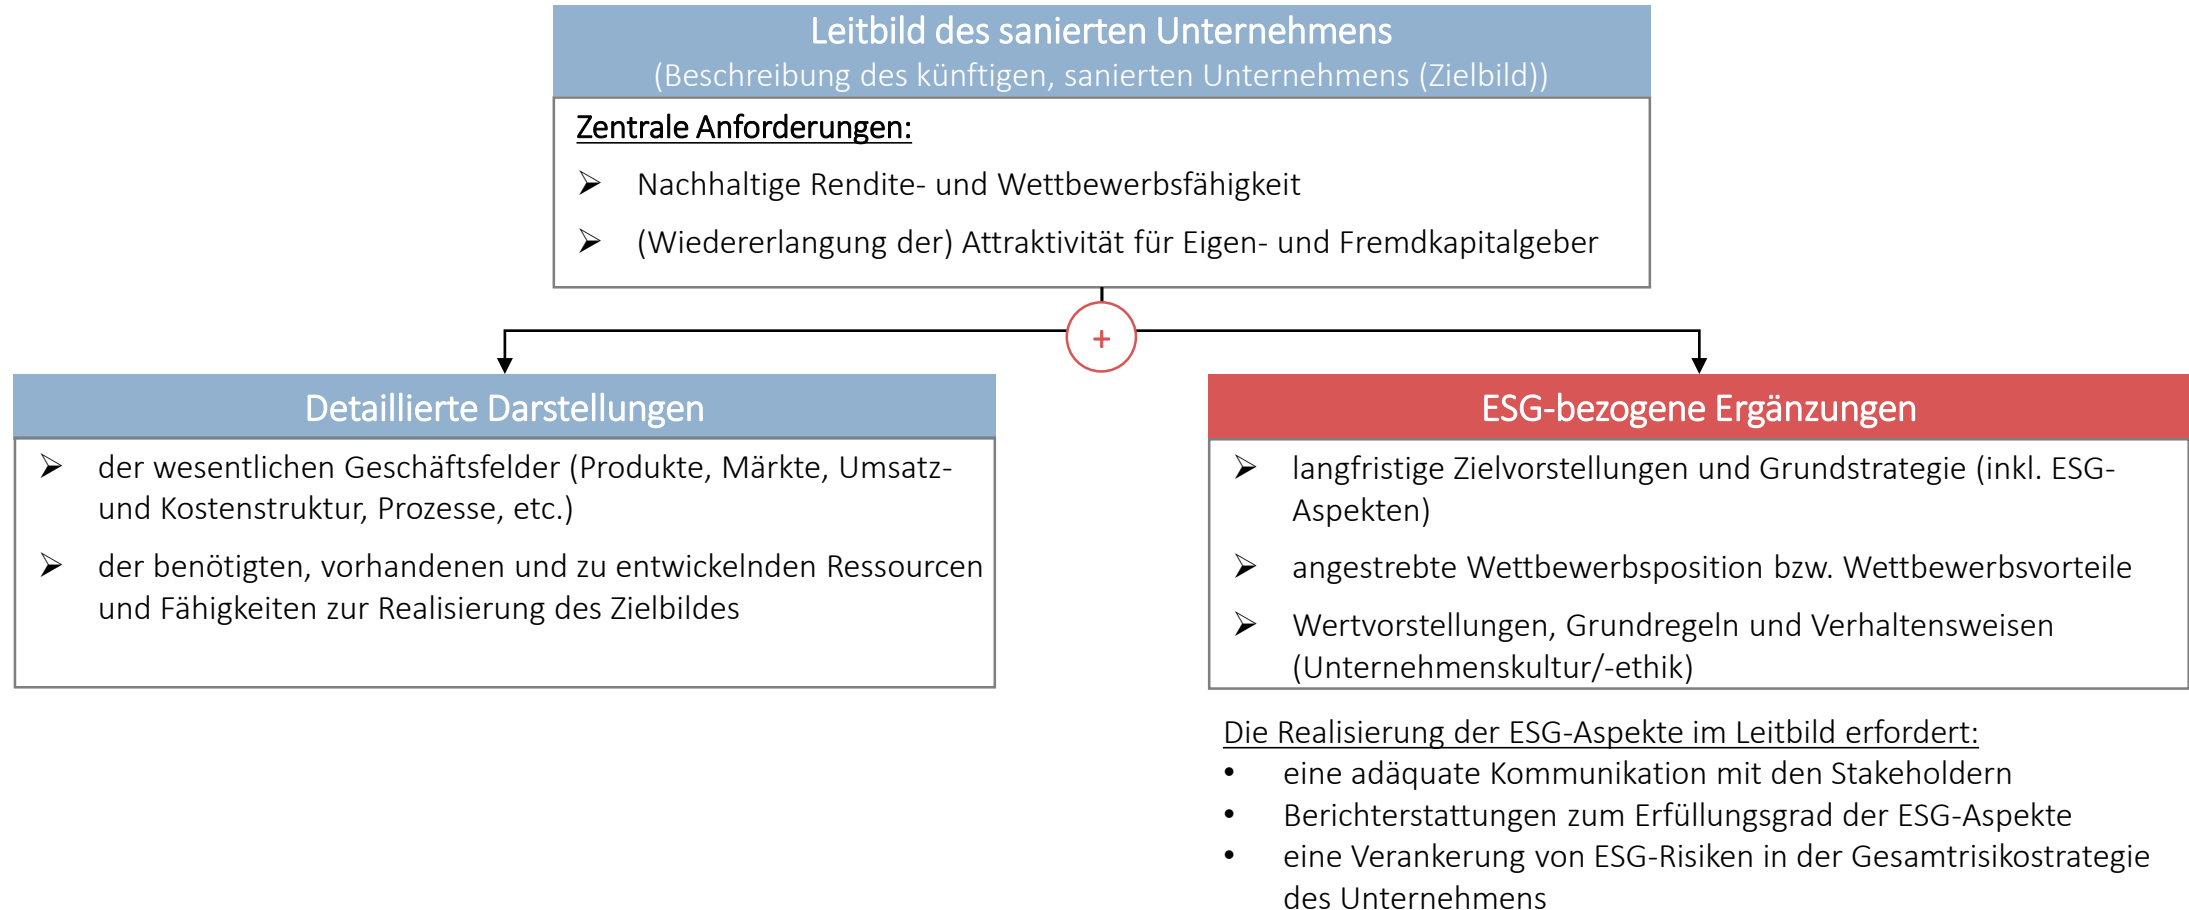 Leitbild des sanierten Unternehmens
(Beschreibung des künftigen, sanierten Unternehmens (Zielbild))
Zentrale Anforderungen:
➢ Nachhaltige Rendite- und Wettbewerbsfähigkeit
➢ (Wiedererlangung der) Attraktivität für Eigen- und Fremdkapitalgeber
+
Detaillierte Darstellungen
➢ der wesentlichen Geschäftsfelder (Produkte, Märkte, Umsatz-
und Kostenstruktur, Prozesse, etc.)
➢ der benötigten, vorhandenen und zu entwickelnden Ressourcen
und Fähigkeiten zur Realisierung des Zielbildes
ESG-bezogene Ergänzungen
➢ langfristige Zielvorstellungen und Grundstrategie (inkl. ESG-
Aspekten)
➢ angestrebte Wettbewerbsposition bzw. Wettbewerbsvorteile
➢ Wertvorstellungen, Grundregeln und Verhaltensweisen
(Unternehmenskultur/-ethik)
Die Realisierung der ESG-Aspekte im Leitbild erfordert:
• eine adäquate Kommunikation mit den Stakeholdern
• Berichterstattungen zum Erfüllungsgrad der ESG-Aspekte
• eine Verankerung von ESG-Risiken in der Gesamtrisikostrategie
des Unternehmens